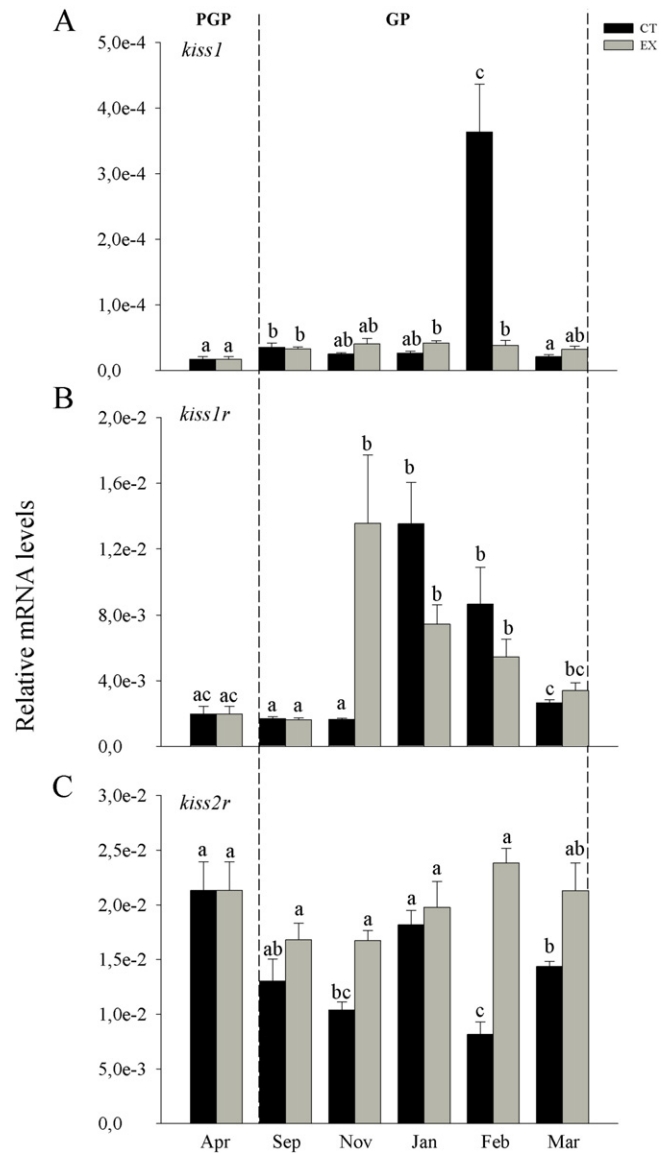 A PGP GP
CT
EX
kiss1
5,0e-4
4,0e-4
3,0e-4
2,0e-4
1,0e-4
0,0
a a b b ab ab ab b c b a ab
B
kiss1r
2,0e-2
1,6e-2
1,2e-2
8,0e-3
4,0e-3
0,0
ac ac a a a b b b b b c bc
Relative mRNA levels
C
kiss2r
3,0e-2
2,5e-2
2,0e-2
1,5e-2
1,0e-2
5,0e-3
0,0
a a ab a bc a a a c a b ab
Apr Sep Nov Jan Feb Mar